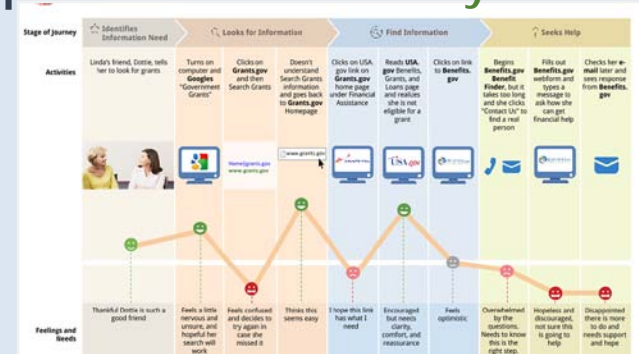 Stage of Journey
Identifies
Information Need
Looks for Information
Find Information
Seeks Help
Activities
Linda's friend, Dottie, tells
her to look for grants
Turns on
computer and
Googles
"Government
Grants"
Clicks on
Grants.gov
and then
Search Grants
Doesn't
understand
Search Grants
information
and goes back
to Grants.gov
Homepage
Clicks on USA.
gov link on
Grants.gov
home page
under Financial
Assistance
Reads USA.
gov Benefits,
Grants, and
Loans page
and realizes
she is not
eligible for a
grant
Clicks on link
to Benefits.
gov
Begins
Benefits.gov
Benefit
Finder, but it
takes too long
and she clicks
"Contact Us" to
find a real
person
Fills out
Benefits.gov
webform and
types a
message to
ask how she
can get
financial help
Checks her e-
mail later and
sees response
from Benefits.
gov
www.grants.gov
www.grants.gov
USA.gov
Feelings and
Needs
Thankful Dottie is such a
good friend
Feels a little
nervous and
unsure, and
hopeful her
search will
work
Feels confused
and decides to
try again in
case she
missed it
Thinks this
seems easy
I hope this link
has what I
need
Encouraged
but needs
clarity,
comfort, and
reassurance
Feels
optimistic
Overwhelmed
by the
questions.
Needs to know
this is the
right step.
Hopeless and
discouraged,
not sure this
is going to
help
Disappointed
there is more
to do and
needs support
and hope